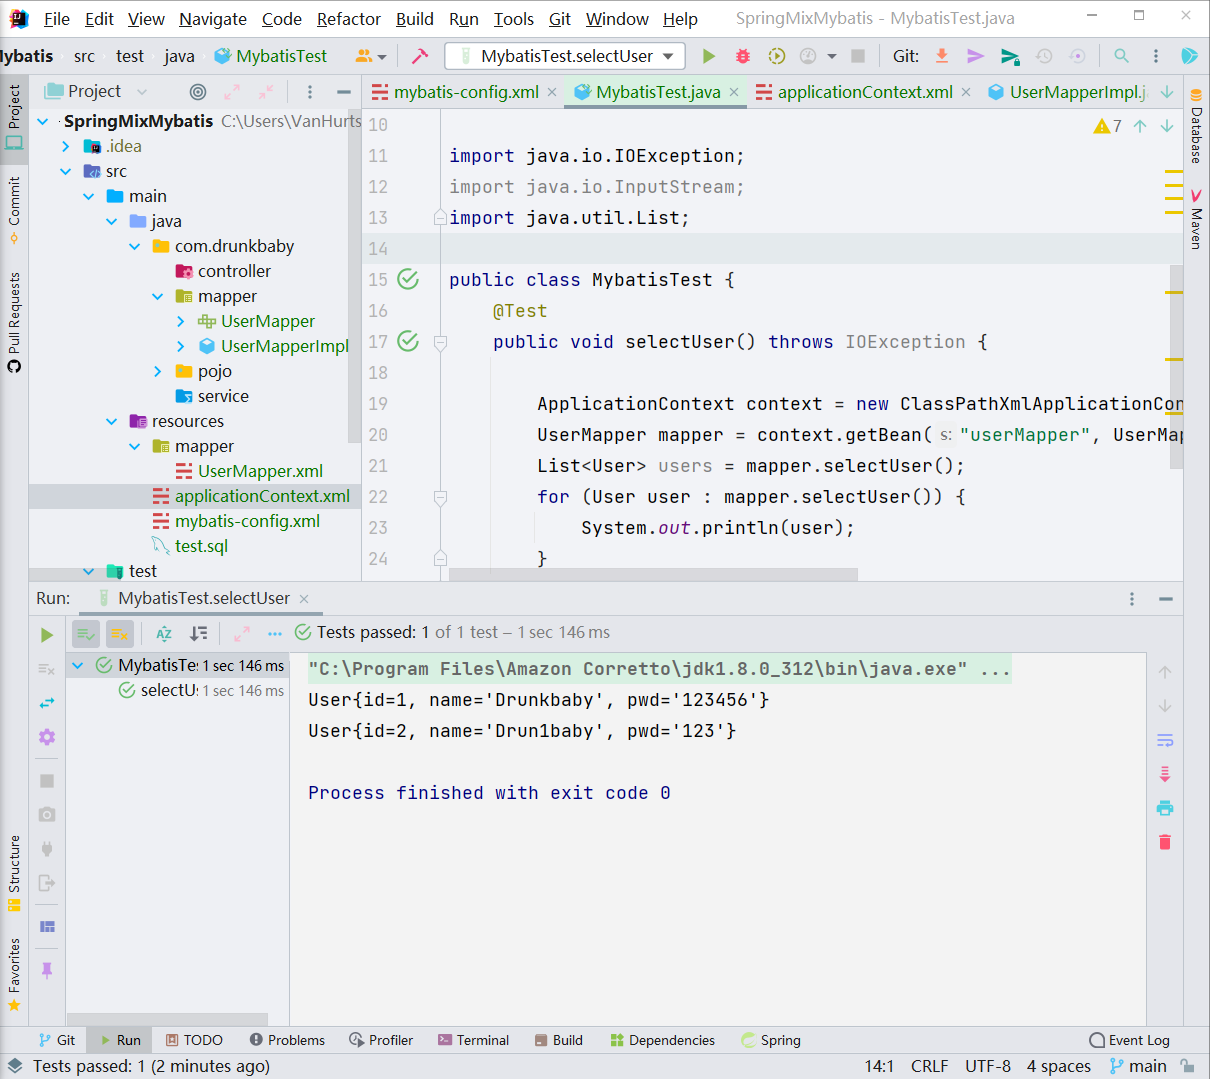 File Edit View Navigate Code Refactor Build Run Tools Git Window Help SpringMixMybatis - MybatisTest.java
Mybatis src test java MybatisTest MybatisTest.selectUser Git:
Project
mybatis-config.xml MybatisTest.java applicationContext.xml UserMapperImpl.j
SpringMixMybatis C:\Users\VanHurts
.idea
src
main
java
com.drunkbaby
controller
mapper
UserMapper
UserMapperImpl
pojo
service
resources
mapper
UserMapper.xml
applicationContext.xml
mybatis-config.xml
test.sql
test
10
7
11 import java.io.IOException;
12 import java.io.InputStream;
13 import java.util.List;
14
15 public class MybatisTest {
16 @Test
17 public void selectUser() throws IOException {
18
19 ApplicationContext context = new ClassPathXmlApplicationCon
20 UserMapper mapper = context.getBean( s: "userMapper", UserMap
21 List<User> users = mapper.selectUser();
22 for (User user : mapper.selectUser()) {
23 System.out.println(user);
24 }
Project
Commit
Pull Requests
Structure
Favorites
Database
Maven
Run: MybatisTest.selectUser
Tests passed: 1 of 1 test – 1 sec 146 ms
MybatisTe: 1 sec 146 ms
selectU: 1 sec 146 ms
"C:\Program Files\Amazon Corretto\jdk1.8.0_312\bin\java.exe" ...
User{id=1, name='Drunkbaby', pwd='123456'}
User{id=2, name='Drun1baby', pwd='123'}
Process finished with exit code 0
Git Run TODO Problems Profiler Terminal Build Dependencies Spring Event Log
Tests passed: 1 (2 minutes ago) 14:1 CRLF UTF-8 4 spaces main